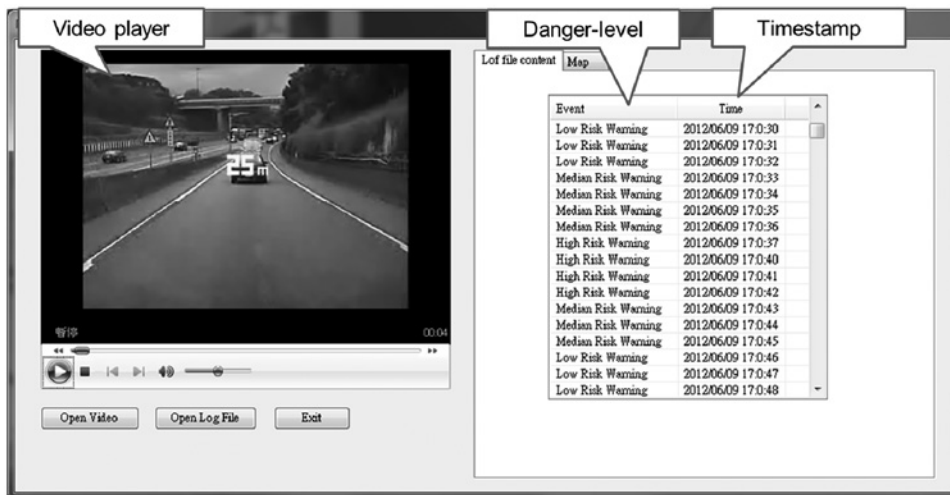 Video player
Danger-level
Timestamp
25m
暫停
00:04
Open Video
Open Log File
Exit
Lof file content
Map
Event Time
Low Risk Warning 2012/06/09 17:0:30
Low Risk Warning 2012/06/09 17:0:31
Low Risk Warning 2012/06/09 17:0:32
Median Risk Warning 2012/06/09 17:0:33
Median Risk Warning 2012/06/09 17:0:34
Median Risk Warning 2012/06/09 17:0:35
Median Risk Warning 2012/06/09 17:0:36
High Risk Warning 2012/06/09 17:0:37
High Risk Warning 2012/06/09 17:0:40
High Risk Warning 2012/06/09 17:0:41
High Risk Warning 2012/06/09 17:0:42
Median Risk Warning 2012/06/09 17:0:43
Median Risk Warning 2012/06/09 17:0:44
Median Risk Warning 2012/06/09 17:0:45
Low Risk Warning 2012/06/09 17:0:46
Low Risk Warning 2012/06/09 17:0:47
Low Risk Warning 2012/06/09 17:0:48